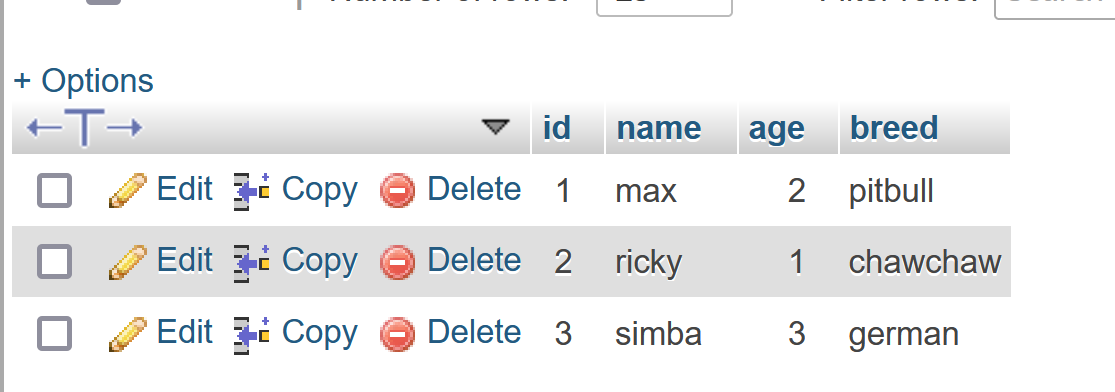 + Options
id name age breed
Edit Copy Delete 1 max 2 pitbull
Edit Copy Delete 2 ricky 1 chawchaw
Edit Copy Delete 3 simba 3 german